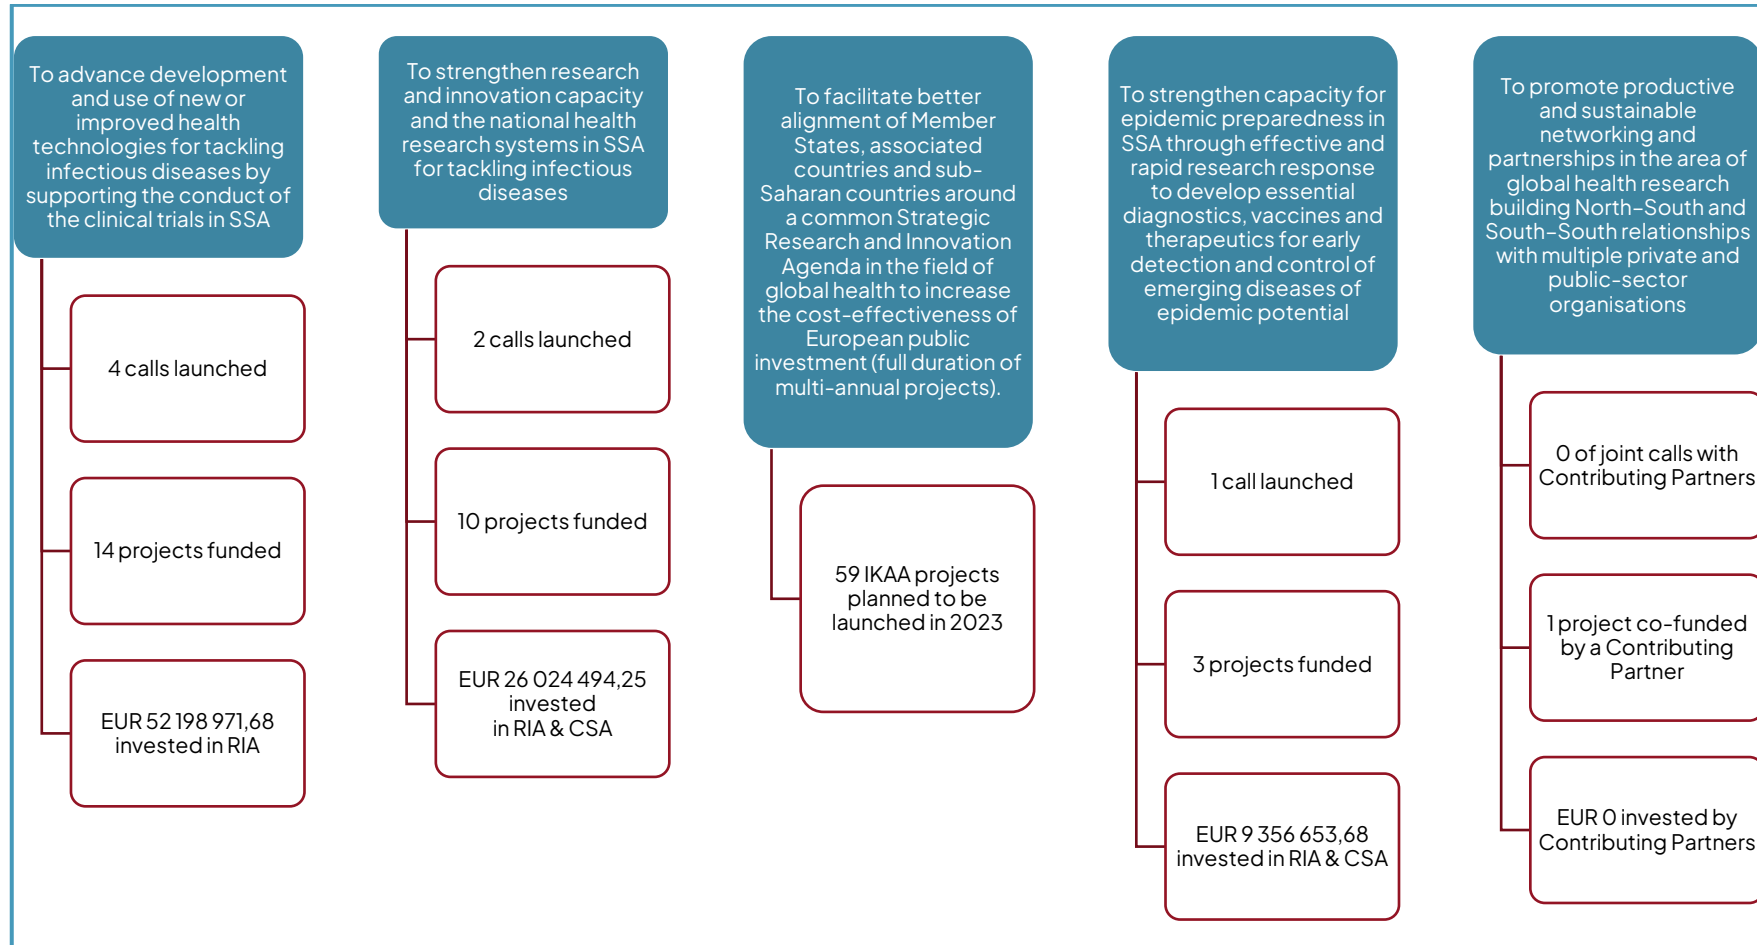 To advance development
and use of new or
improved health
technologies for tackling
infectious diseases by
supporting the conduct of
the clinical trials in SSA
4 calls launched
14 projects funded
EUR 52 198 971,68
invested in RIA
To strengthen research
and innovation capacity
and the national health
research systems in SSA
for tackling infectious
diseases
2 calls launched
10 projects funded
EUR 26 024 494,25
invested
in RIA & CSA
To facilitate better
alignment of Member
States, associated
countries and sub-
Saharan countries around
a common Strategic
Research and Innovation
Agenda in the field of
global health to increase
the cost-effectiveness of
European public
investment (full duration of
multi-annual projects).
59 IKAA projects
planned to be
launched in 2023
To strengthen capacity for
epidemic preparedness in
SSA through effective and
rapid research response
to develop essential
diagnostics, vaccines and
therapeutics for early
detection and control of
emerging diseases of
epidemic potential
1 call launched
3 projects funded
EUR 9 356 653,68
invested in RIA & CSA
To promote productive
and sustainable
networking and
partnerships in the area of
global health research
building North–South and
South–South relationships
with multiple private and
public-sector
organisations
0 of joint calls with
Contributing Partners
1 project co-funded
by a Contributing
Partner
EUR 0 invested by
Contributing Partners